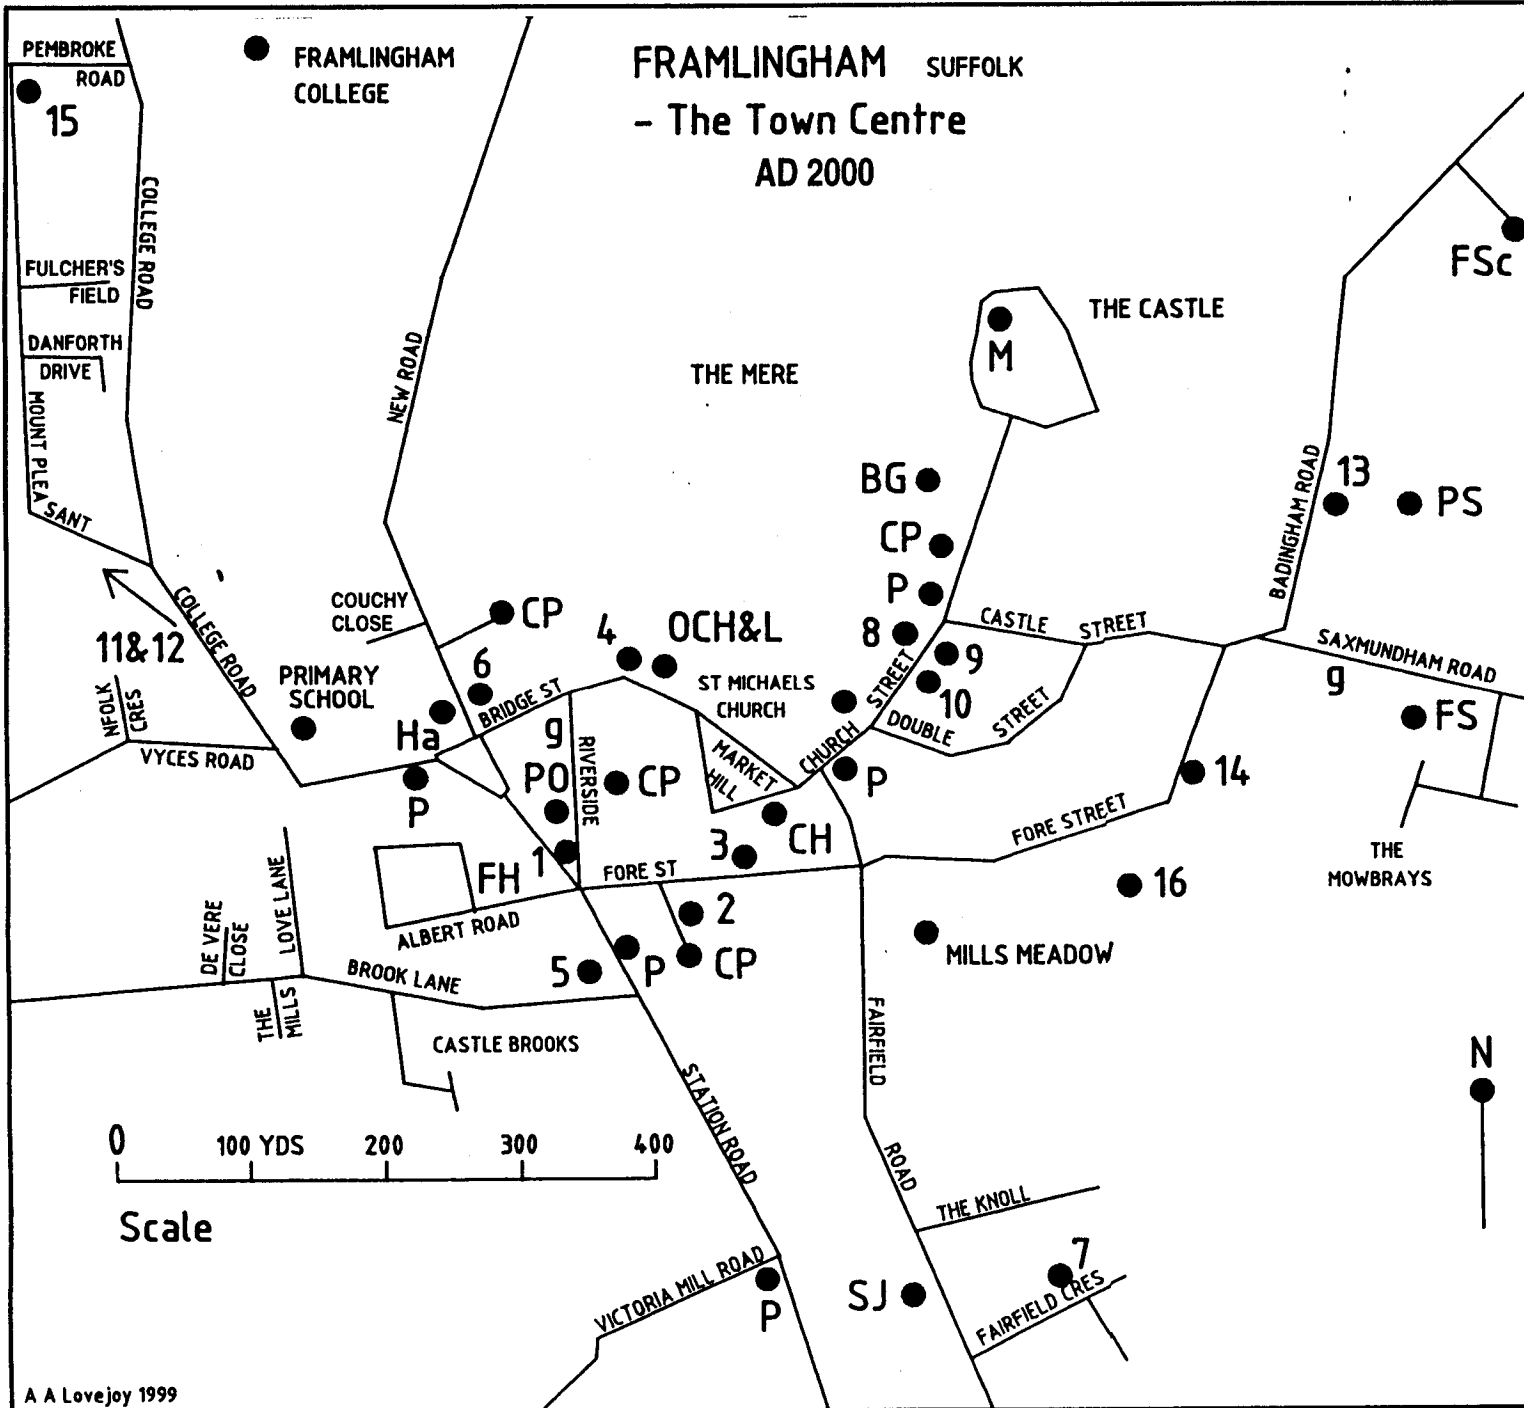 FRAMLINGHAM SUFFOLK
- The Town Centre
AD 2000
PEMBROKE
ROAD
15
FRAMLINGHAM
COLLEGE
COLLEGE ROAD
FULCHER'S
FIELD
DANFORTH
DRIVE
MOUNT PLEA
SANT
NEW ROAD
THE MERE
THE CASTLE
M
FSc
BG
CP
P
8
9
10
CASTLE STREET
BADINGHAM ROAD
13
PS
SAXMUNDHAM ROAD
g
FS
COUCHY
CLOSE
CP
4
OCH&L
6
11&12
COLLEGE ROAD
PRIMARY
SCHOOL
NFOLK
CRES
VYCES ROAD
Ha
P
BRIDGE ST
g
PO
RIVERSIDE
CP
ST MICHAELS
CHURCH
MARKET
HILL
CHURCH STREET
DOUBLE STREET
P
CH
3
14
FORE STREET
16
THE
MOWBRAYS
1
FH
FORE ST
2
CP
P
5
ALBERT ROAD
LOVE LANE
DE VERE
CLOSE
BROOK LANE
THE
MILLS
CASTLE BROOKS
MILLS MEADOW
FAIRFIELD
ROAD
STATION ROAD
N
0 100 YDS 200 300 400
Scale
THE KNOLL
7
FAIRFIELD CRES
SJ
VICTORIA MILL ROAD
P
A A Lovejoy 1999